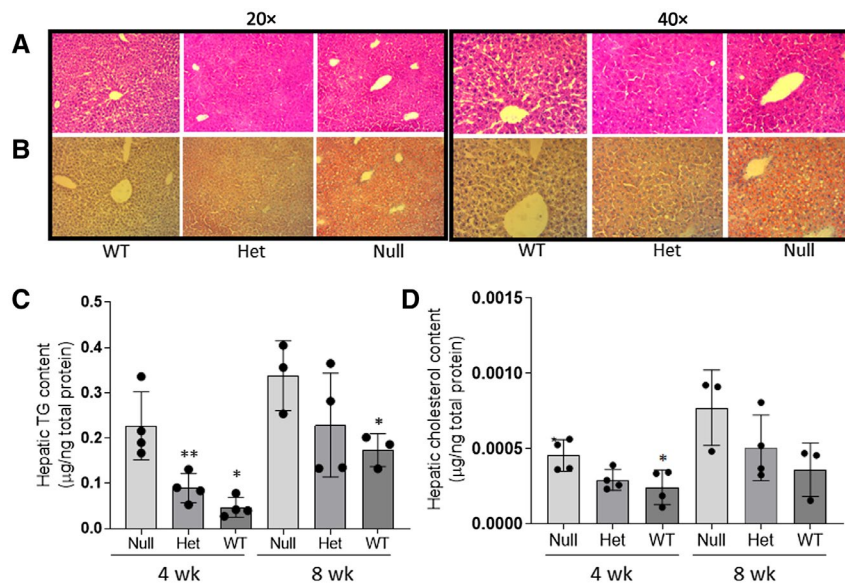 20× 40×
A
B
WT Het Null WT Het Null
C D
Hepatic TG content
(µg/ng total protein)
0.5
0.4
0.3
0.2
0.1
0.0
** * *
Null Het WT Null Het WT
4 wk 8 wk
Hepatic cholesterol content
(µg/ng total protein)
0.0015
0.0010
0.0005
0.0000
* *
Null Het WT Null Het WT
4 wk 8 wk